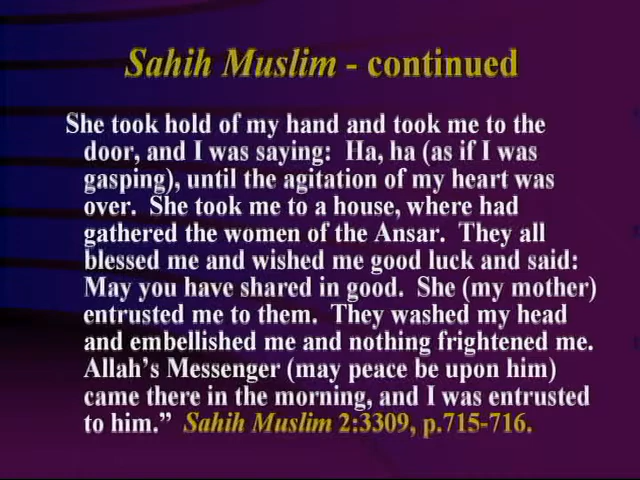 Sahih Muslim - continued
She took hold of my hand and took me to the
door, and I was saying:  Ha, ha (as if I was
gasping), until the agitation of my heart was
over.  She took me to a house, where had
gathered the women of the Ansar.  They all
blessed me and wished me good luck and said:
May you have shared in good.  She (my mother)
entrusted me to them.  They washed my head
and embellished me and nothing frightened me.
Allah's Messenger (may peace be upon him)
came there in the morning, and I was entrusted
to him.”  Sahih Muslim 2:3309, p.715-716.